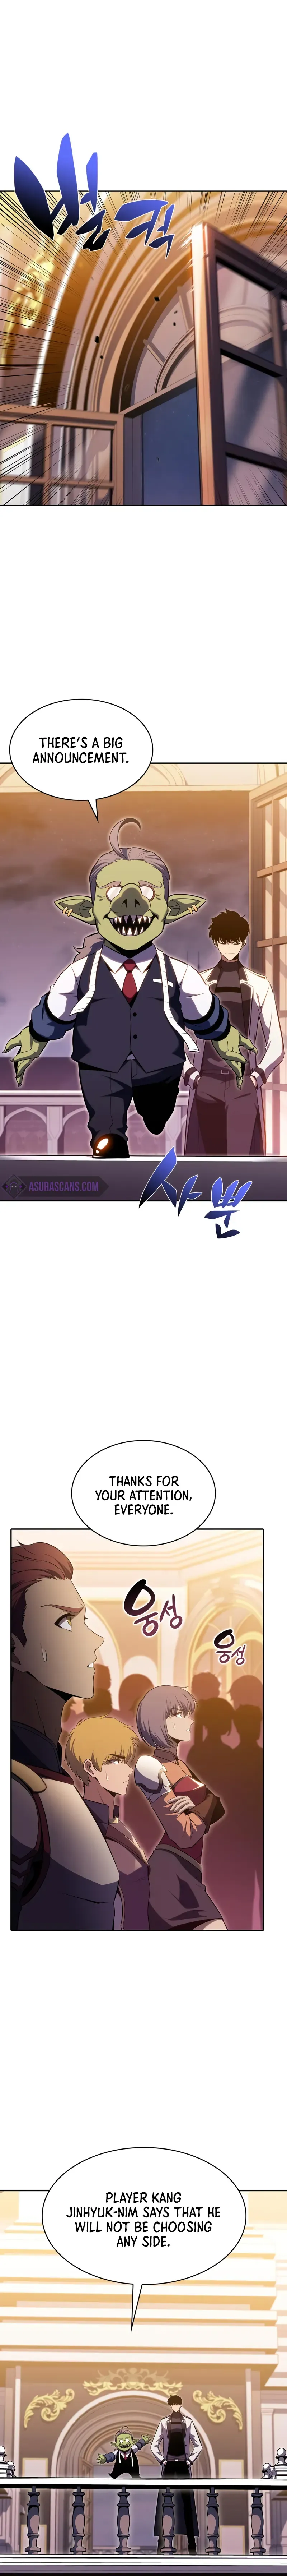 벌컥
THERE'S A BIG
ANNOUNCEMENT.
ASURASCANS.COM
사뿐
THANKS FOR
YOUR ATTENTION,
EVERYONE.
웅성
웅성
PLAYER KANG
JINHYUK-NIM SAYS THAT HE
WILL NOT BE CHOOSING
ANY SIDE.